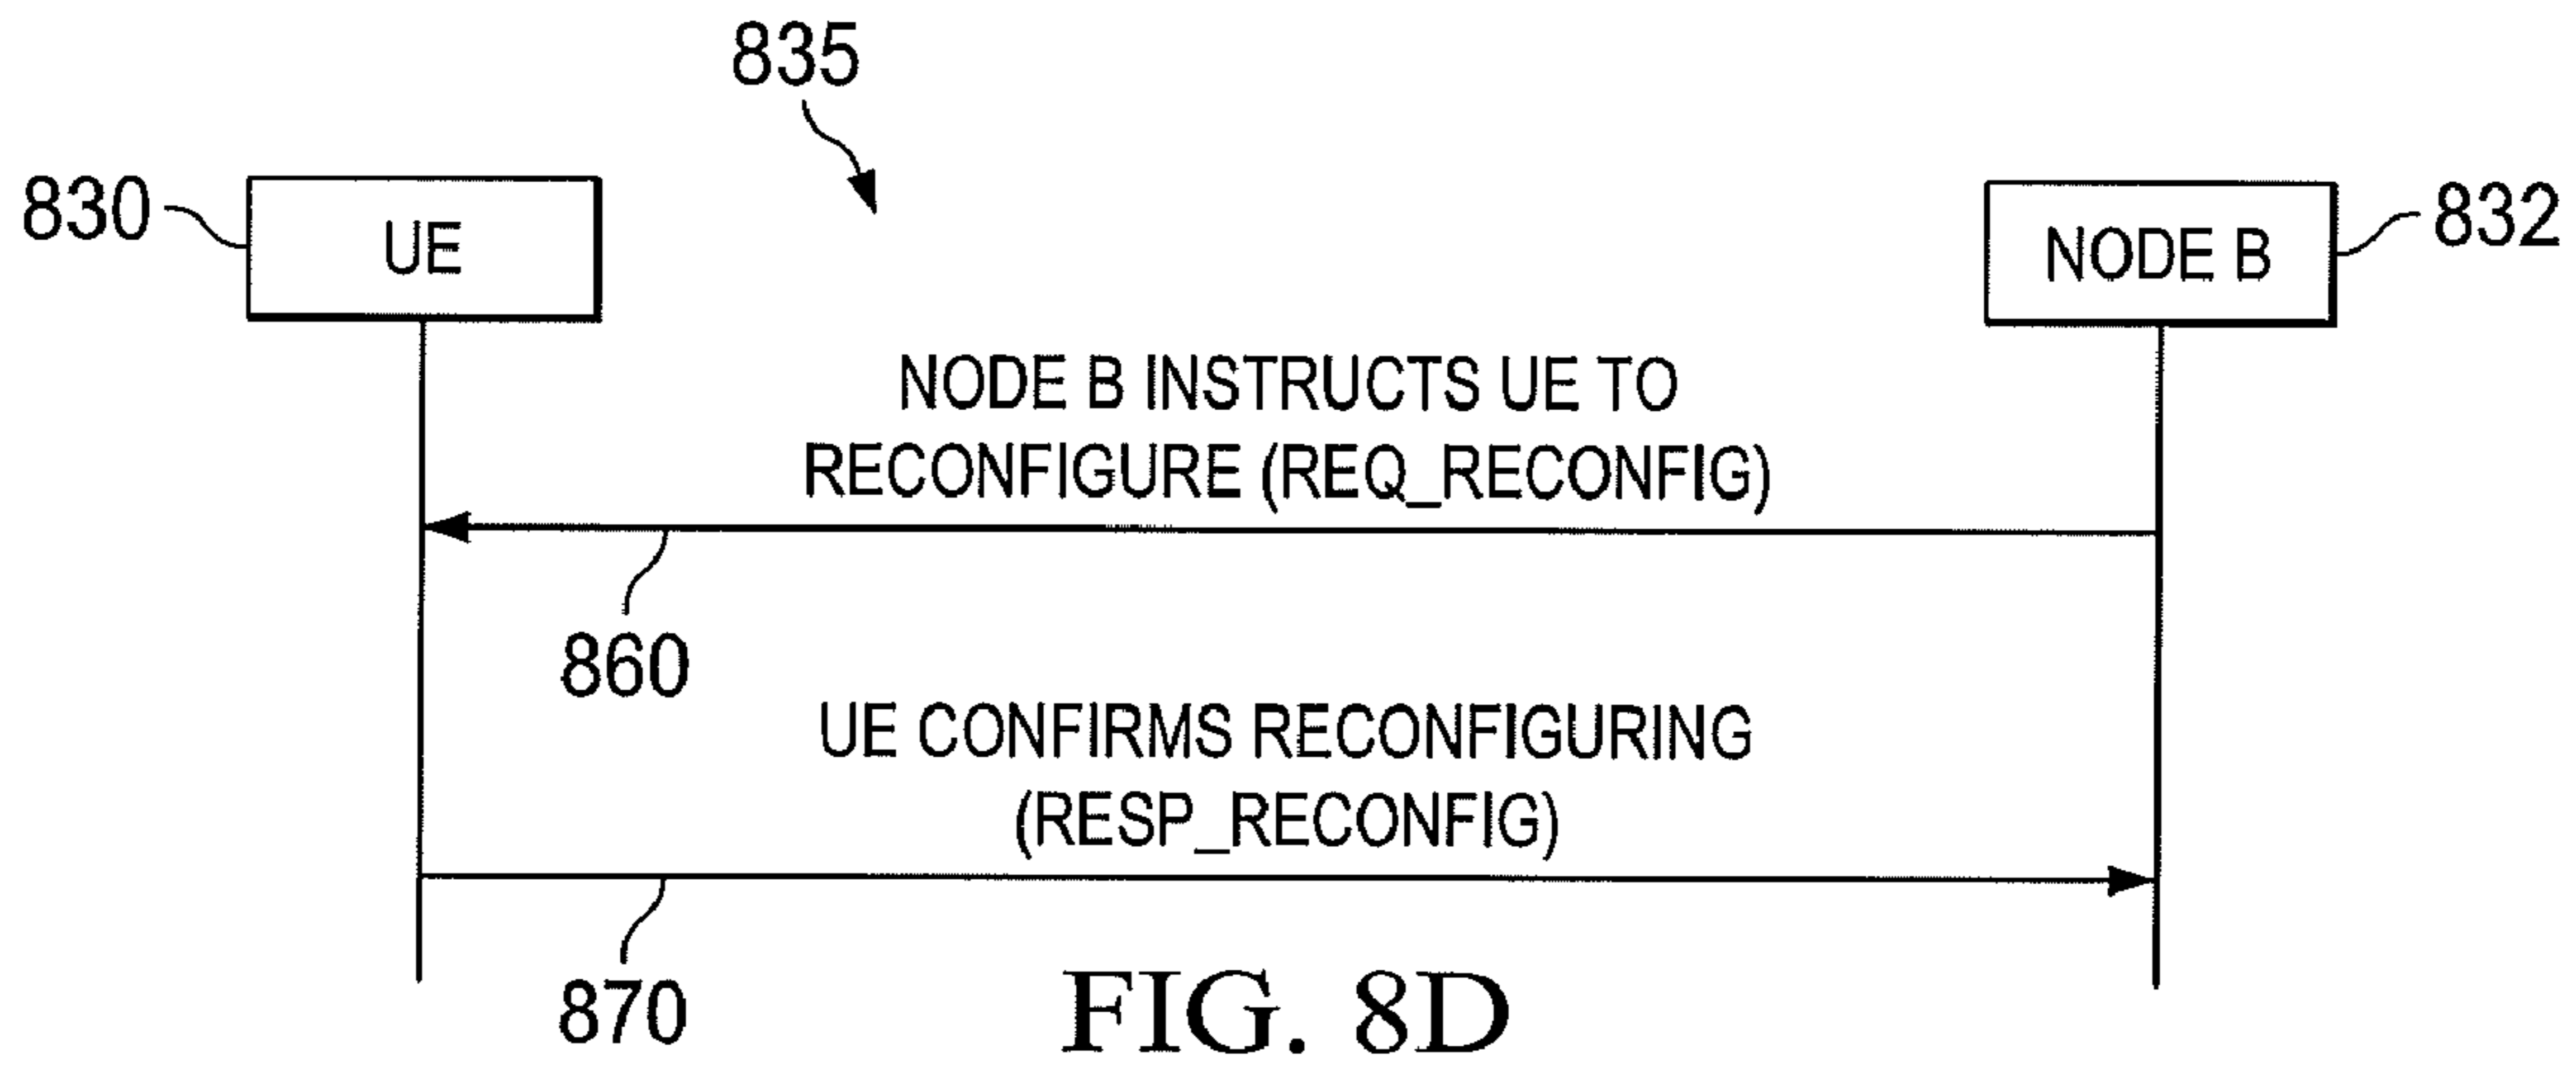 835
830
UE
NODE B
832
NODE B INSTRUCTS UE TO
RECONFIGURE (REQ_RECONFIG)
860
UE CONFIRMS RECONFIGURING
(RESP_RECONFIG)
870
FIG. 8D